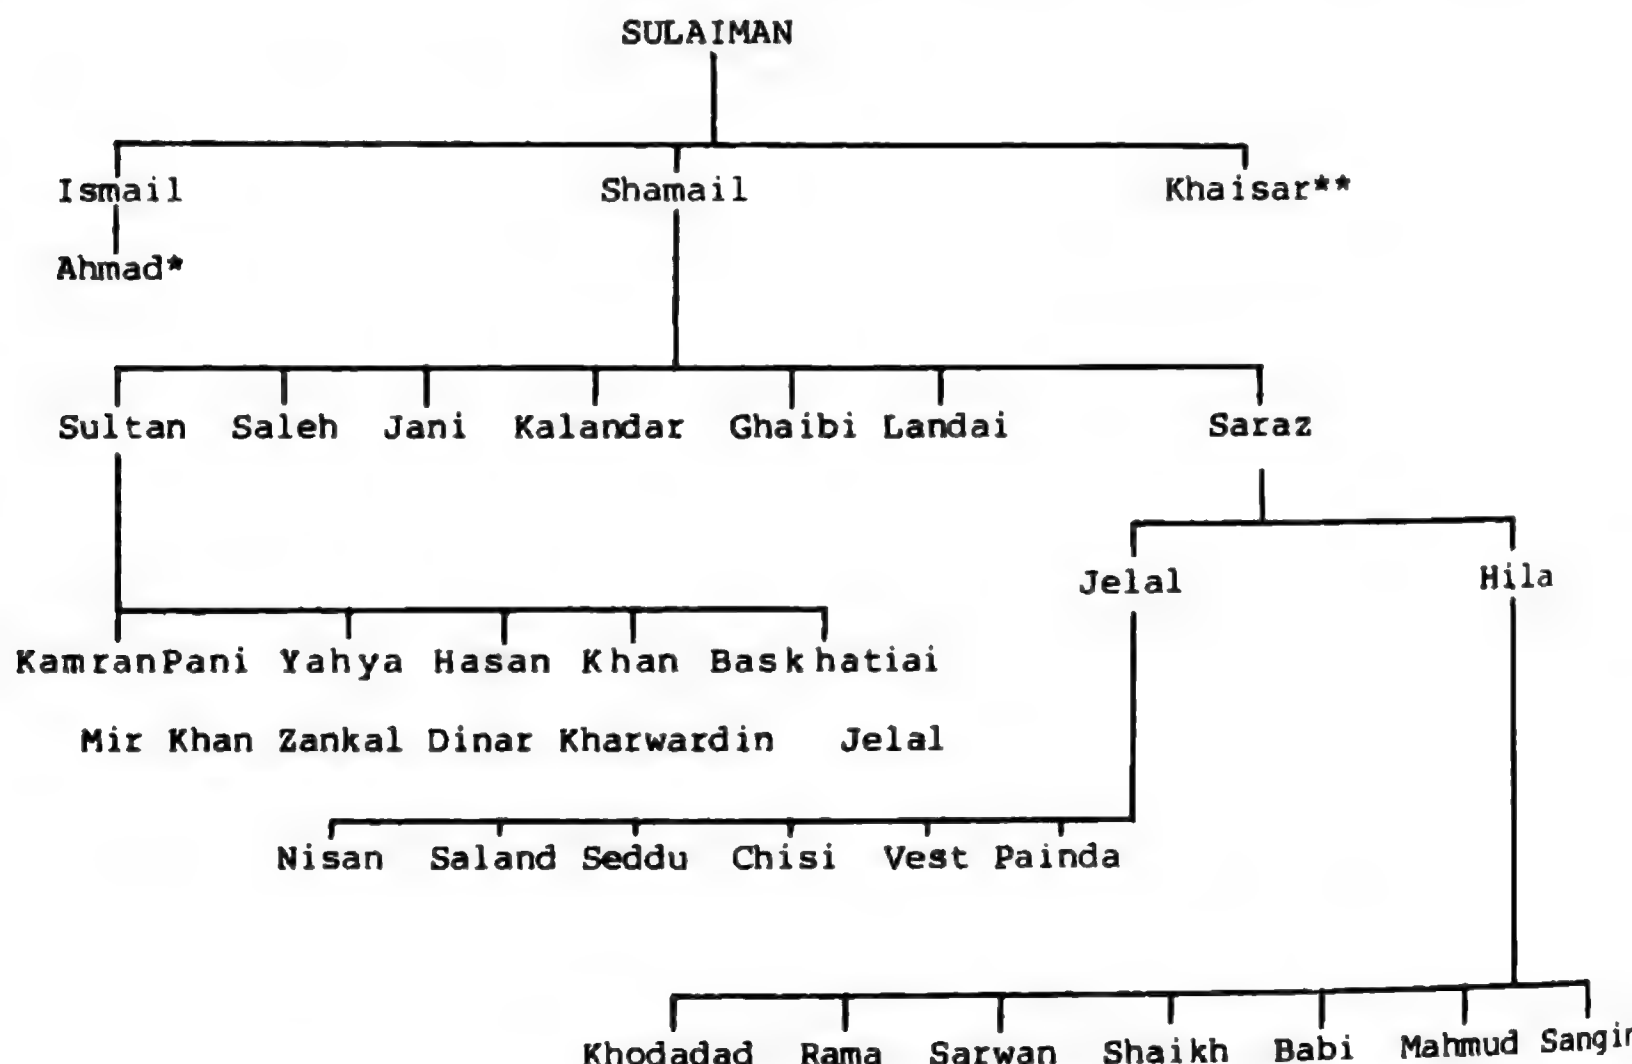 SULAIMAN
Ismail Shamail Khaisar**
Ahmad*
Sultan Saleh Jani Kalandar Ghaibi Landai Saraz
Jelal Hila
KamranPani Yahya Hasan Khan Baskhatiai
Mir Khan Zankal Dinar Kharwardin Jelal
Nisan Saland Seddu Chisi Vest Painda
Khodadad Rama Sarwan Shaikh Babi Mahmud